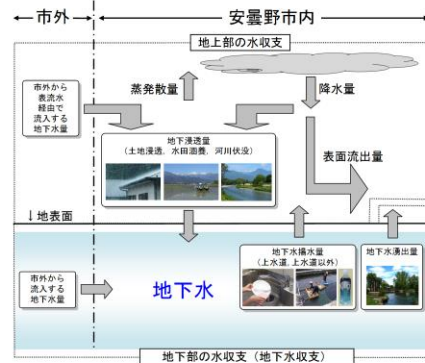 市外
安曇野市内
地上部の水収支
蒸発散量
降水量
市外から
表流水
経由で
流入する
地下水量
地下浸透量
(土地浸透, 水田涵養, 河川伏没)
表面流出量
↓地表面
地下水揚水量
(上水道, 上水道以外)
地下水湧出量
市外から
流入する
地下水量
地下水
地下部の水収支（地下水収支）